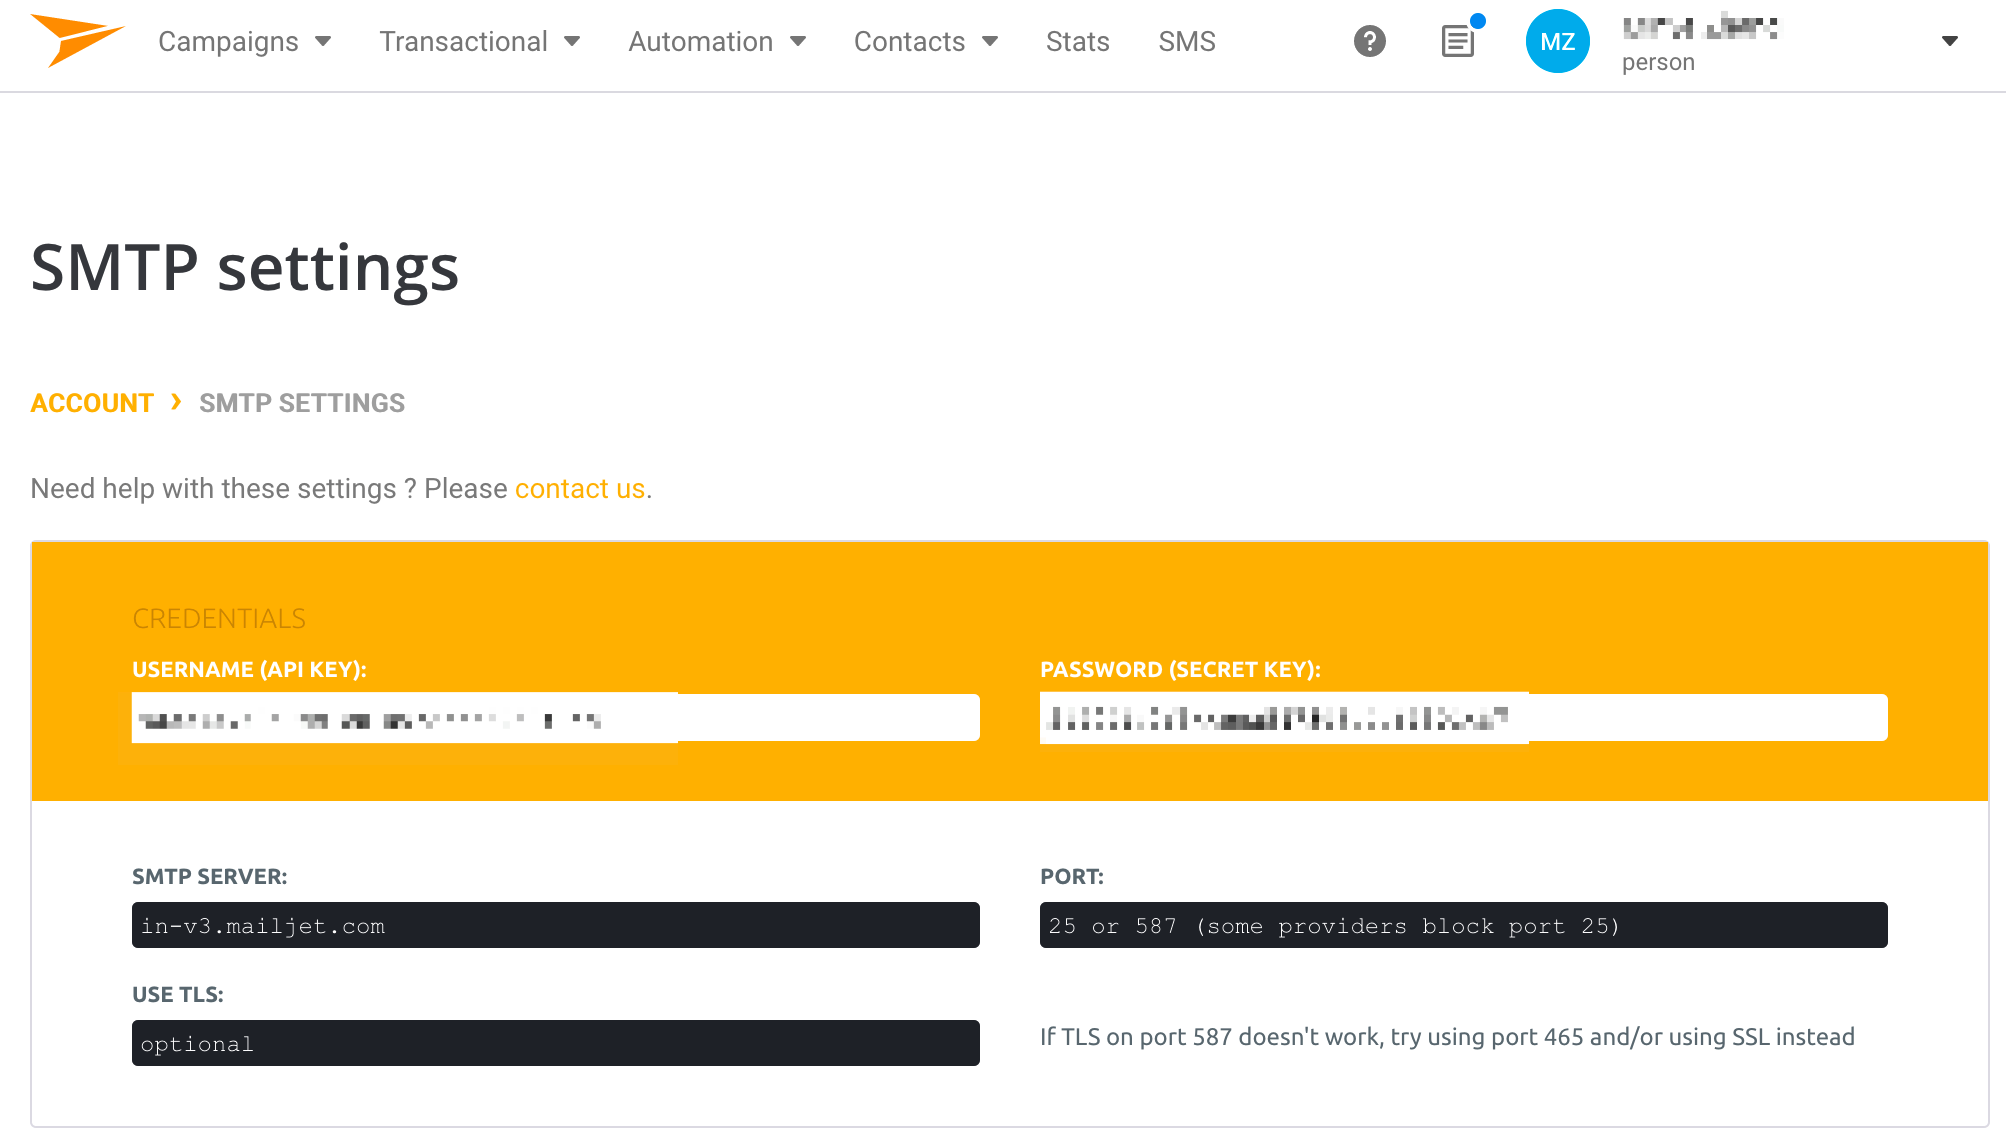 Campaigns Transactional Automation Contacts Stats SMS ? MZ
person
SMTP settings
ACCOUNT › SMTP SETTINGS
Need help with these settings ? Please contact us.
CREDENTIALS
USERNAME (API KEY): PASSWORD (SECRET KEY):
SMTP SERVER: PORT:
in-v3.mailjet.com 25 or 587 (some providers block port 25)
USE TLS:
optional If TLS on port 587 doesn't work, try using port 465 and/or using SSL instead